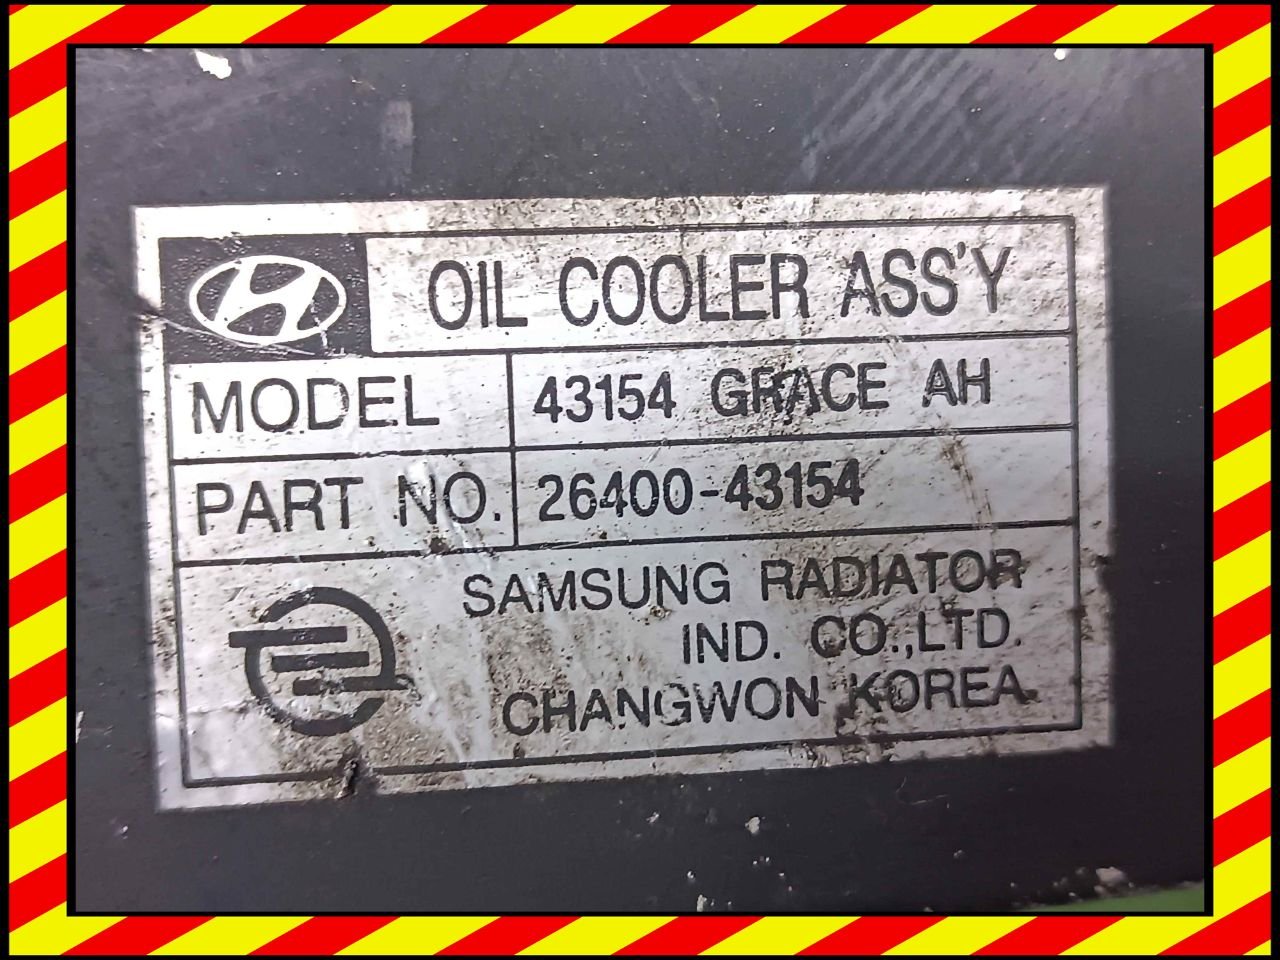 OIL COOLER ASS'Y
MODEL 43154 GRACE AH
PART NO. 26400-43154
SAMSUNG RADIATOR
IND. CO.,LTD.
CHANGWON KOREA